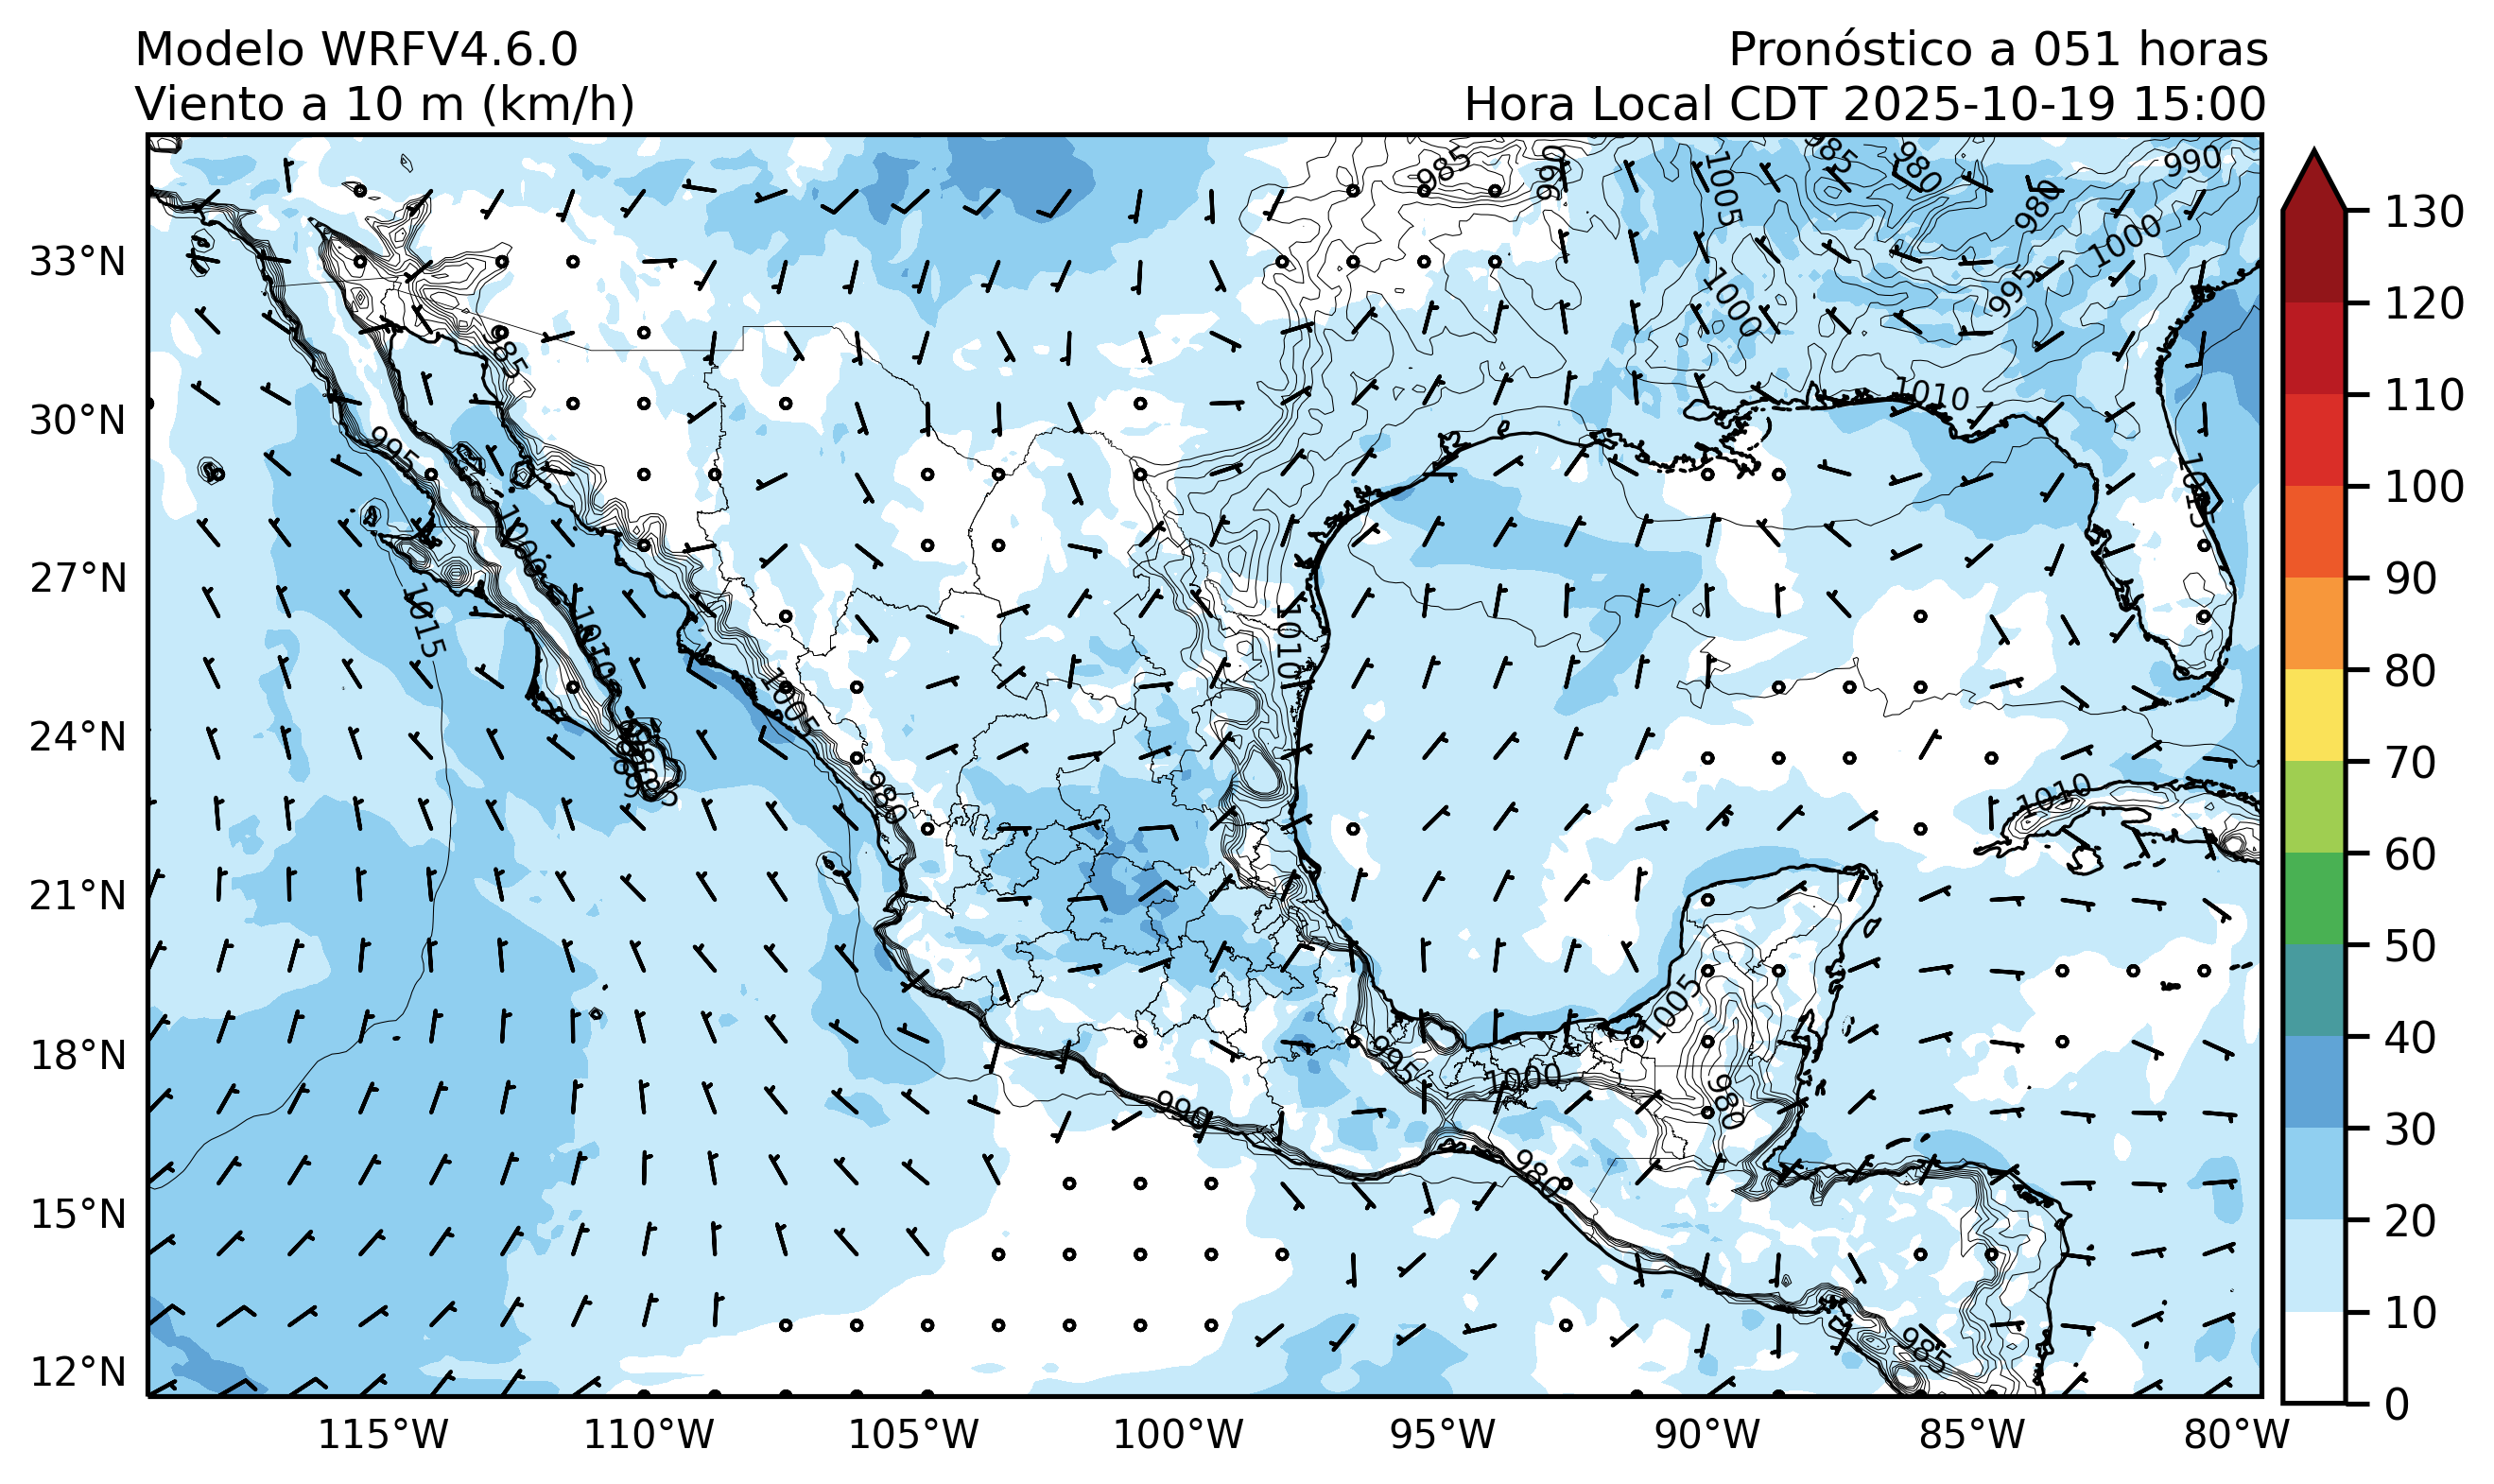 Modelo WRFV4.6.0
Viento a 10 m (km/h)
Pronóstico a 051 horas
Hora Local CDT 2025-10-19 15:00
33°N
30°N
27°N
24°N
21°N
18°N
15°N
12°N
115°W
110°W
105°W
100°W
95°W
90°W
85°W
80°W
130
120
110
100
90
80
70
60
50
40
30
20
10
0
985
990
1005
985
980
990
980
1000
995
1000
1010
1015
985
995
1005
1010
1015
1010
1005
980
1010
1005
995
1000
980
990
980
985